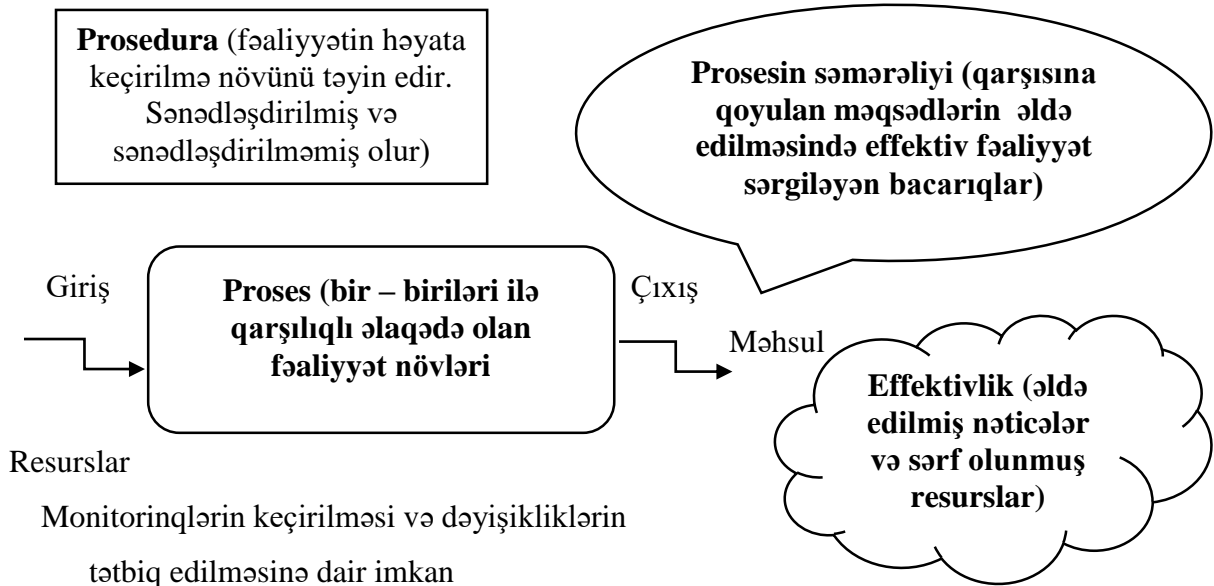 Prosedura (fəaliyyətin həyata
keçirilmə növünü təyin edir.
Sənədləşdirilmiş və
sənədləşdirilməmiş olur)
Prosesin səmərəliyi (qarşısına
qoyulan məqsədlərin əldə
edilməsində effektiv fəaliyyət
sərgiləyən bacarıqlar)
Giriş
Proses (bir – biriləri ilə
qarşılıqlı əlaqədə olan
fəaliyyət növləri
Çıxış
Məhsul
Effektivlik (əldə
edilmiş nəticələr
və sərf olunmuş
resurslar)
Resurslar
Monitorinqlərin keçirilməsi və dəyişikliklərin
tətbiq edilməsinə dair imkan